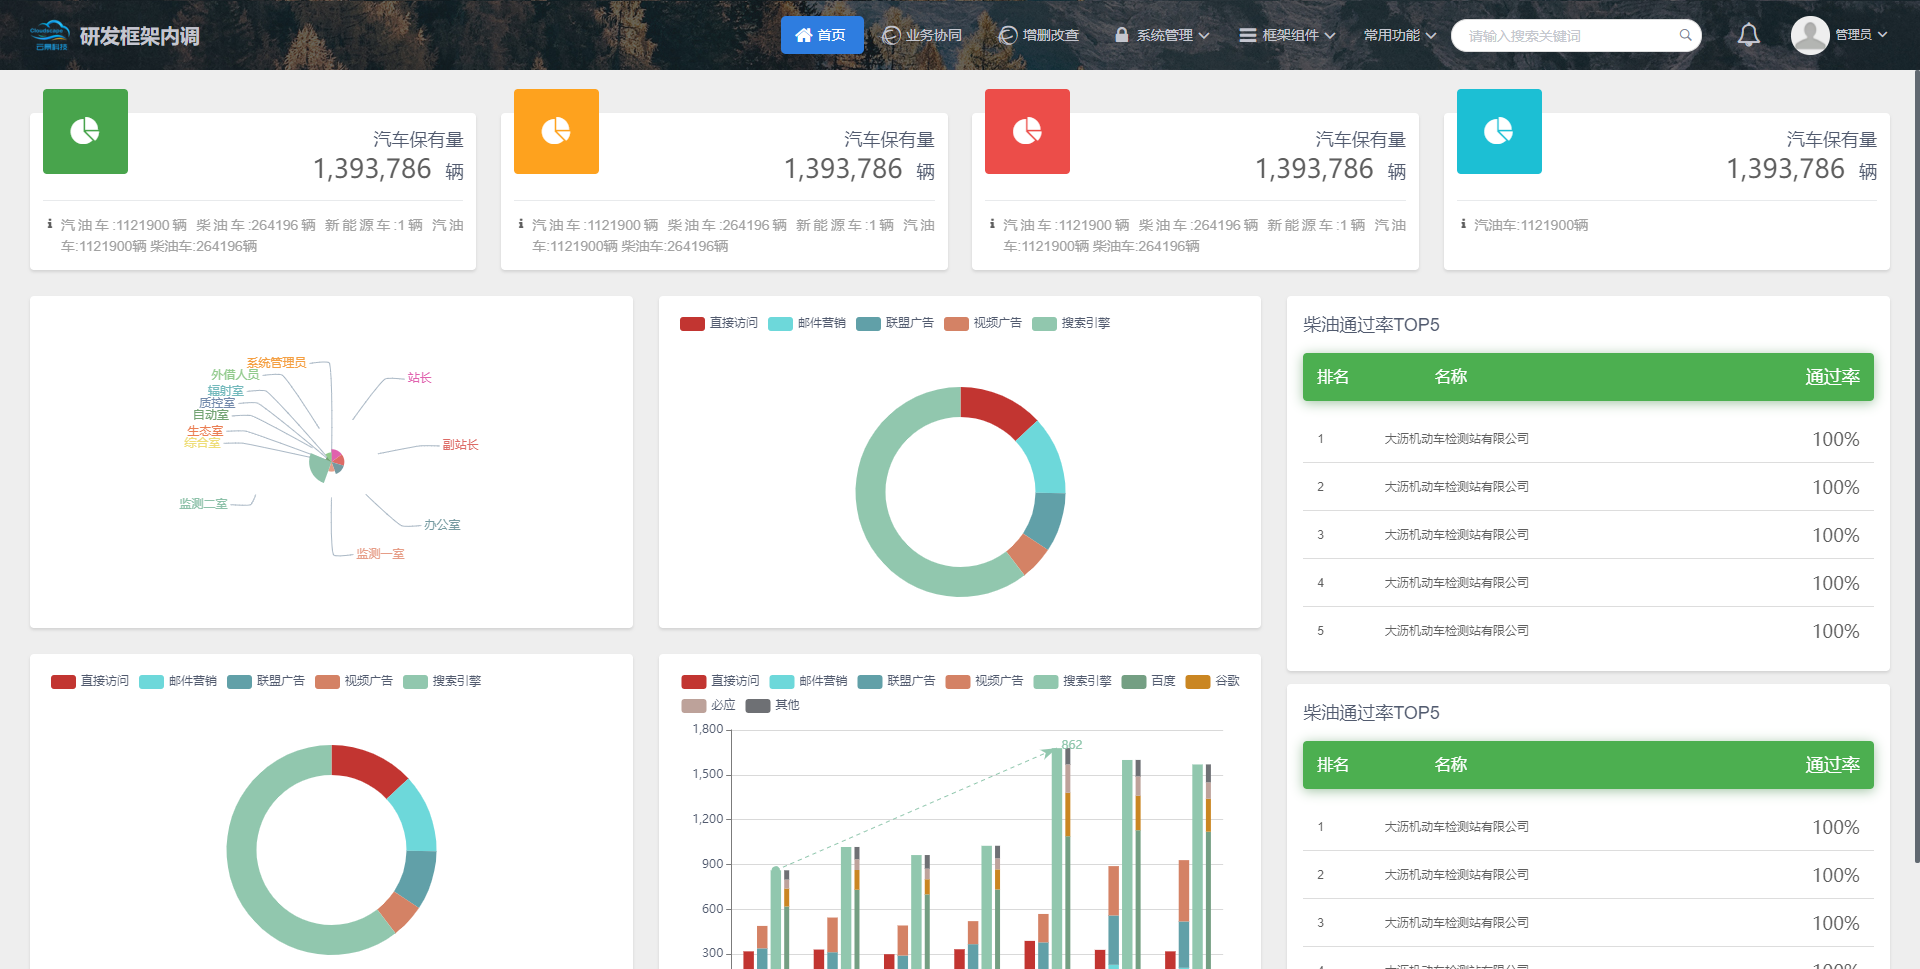 Cloudscape
云景科技
研发框架内调
首页
业务协同
增删改查
系统管理
框架组件
常用功能
请输入搜索关键词
管理员
汽车保有量
1,393,786 辆
汽油车:1121900辆 柴油车:264196辆 新能源车:1辆 汽油
车:1121900辆 柴油车:264196辆
汽车保有量
1,393,786 辆
汽油车:1121900辆 柴油车:264196辆 新能源车:1辆 汽油
车:1121900辆 柴油车:264196辆
汽车保有量
1,393,786 辆
汽油车:1121900辆 柴油车:264196辆 新能源车:1辆 汽油
车:1121900辆 柴油车:264196辆
汽车保有量
1,393,786 辆
汽油车:1121900辆
系统管理员
外借人员
辐射室
质控室
自动室
生态室
综合室
监测二室
站长
副站长
办公室
监测一室
直接访问 邮件营销 联盟广告 视频广告 搜索引擎
柴油通过率TOP5
排名 名称 通过率
1 大沥机动车检测站有限公司 100%
2 大沥机动车检测站有限公司 100%
3 大沥机动车检测站有限公司 100%
4 大沥机动车检测站有限公司 100%
5 大沥机动车检测站有限公司 100%
直接访问 邮件营销 联盟广告 视频广告 搜索引擎
直接访问 邮件营销 联盟广告 视频广告 搜索引擎 百度 谷歌
必应 其他
1,800
1,500
1,200
900
600
300
862
柴油通过率TOP5
排名 名称 通过率
1 大沥机动车检测站有限公司 100%
2 大沥机动车检测站有限公司 100%
3 大沥机动车检测站有限公司 100%
4 大沥机动车检测站有限公司 100%